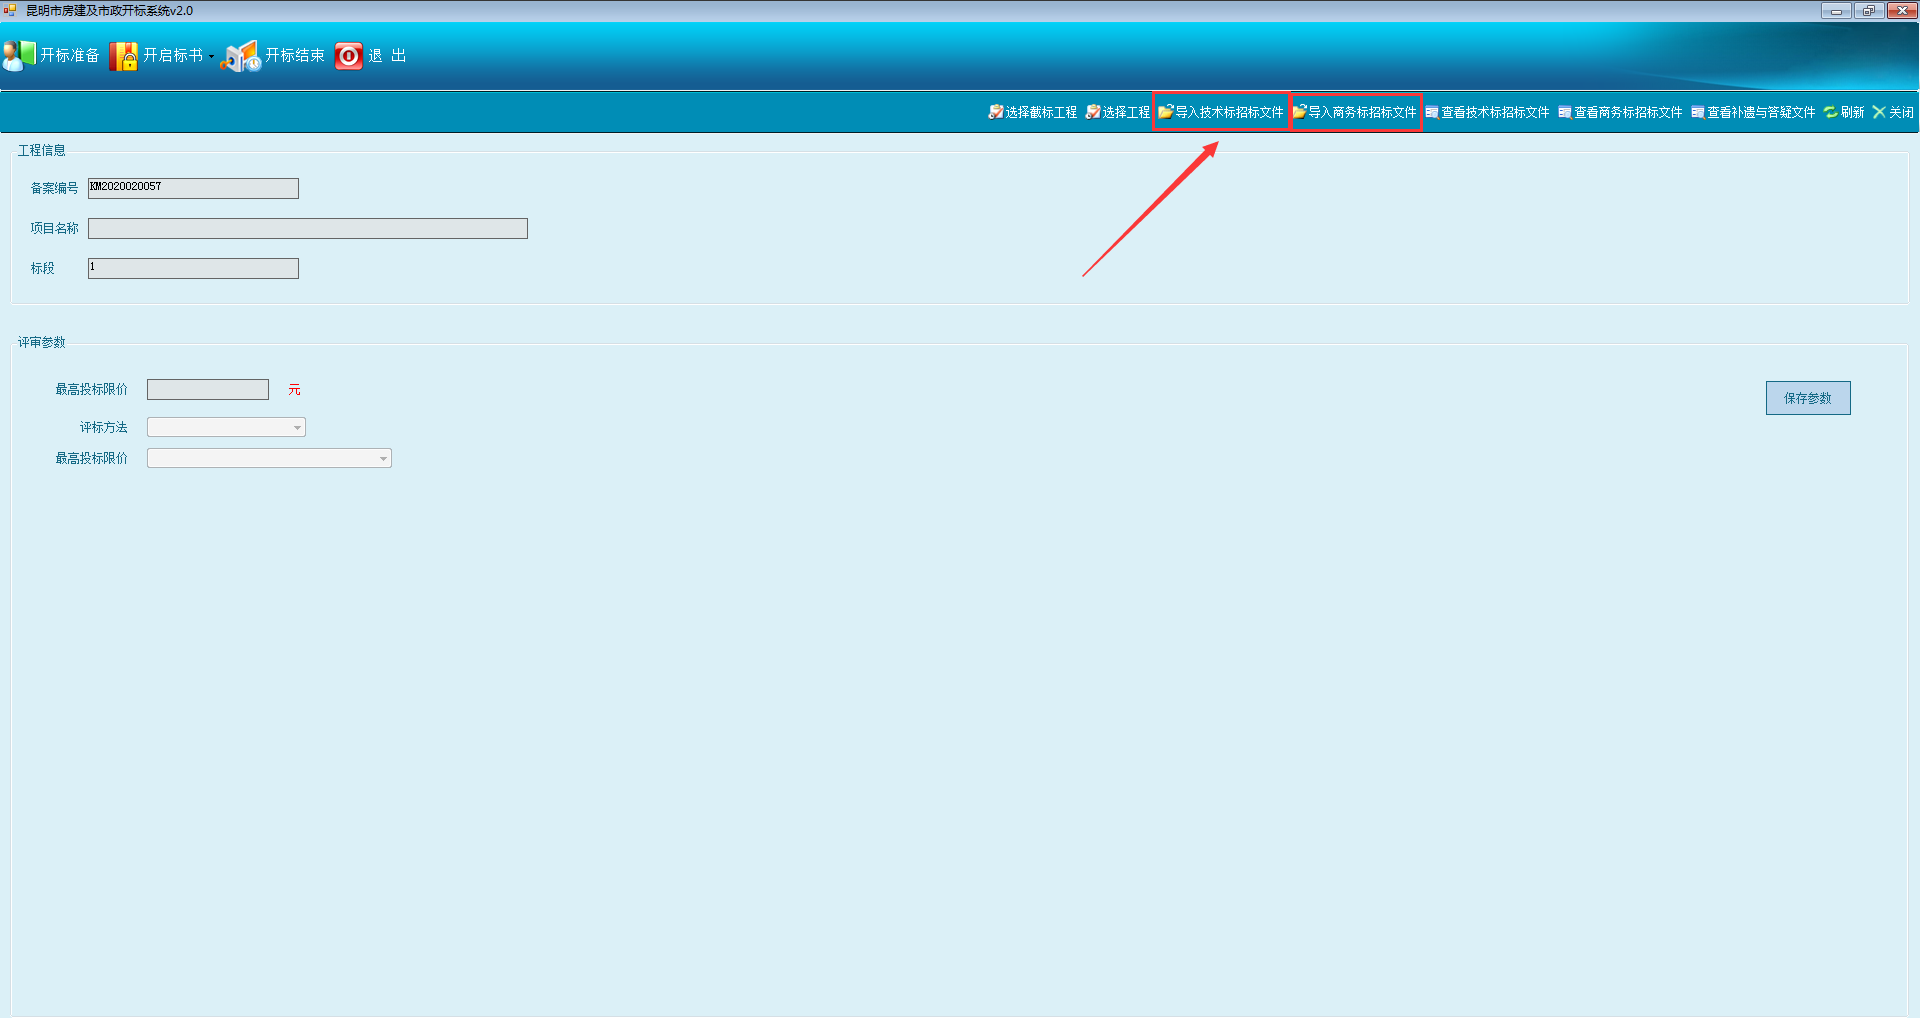 昆明市房建及市政开标系统v2.0
开标准备 开启标书 开标结束 退 出
选择截标工程 选择工程 导入技术标招标文件 导入商务标招标文件 查看技术标招标文件 查看商务标招标文件 查看补遗与答疑文件 刷新 关闭
工程信息
备案编号 KM2020020057
项目名称
标段 1
评审参数
最高投标限价 元
保存参数
评标方法
最高投标限价